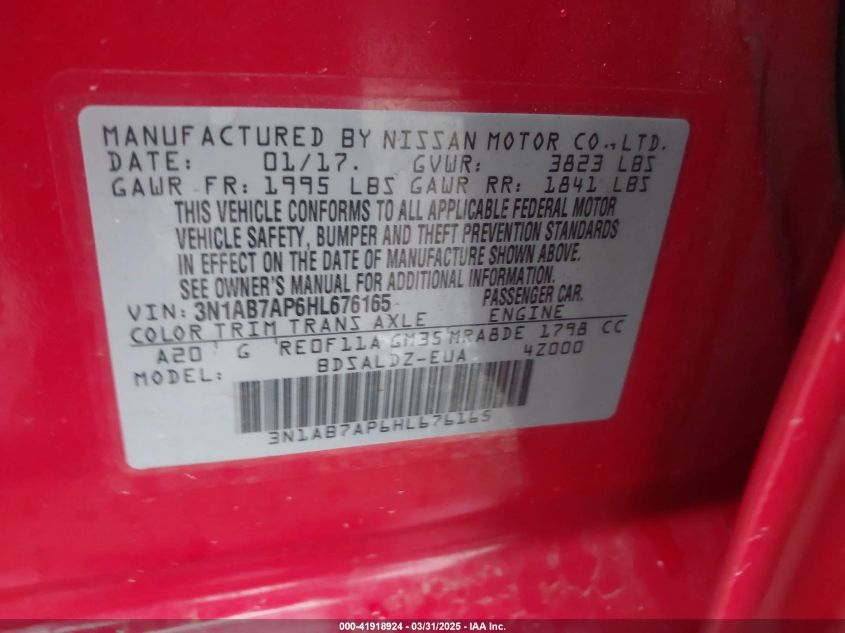 MANUFACTURED BY NISSAN MOTOR CO.,LTD.
DATE: 01/17. GVWR: 3823 LBS
GAWR FR: 1995 LBS GAWR RR: 1841 LBS
THIS VEHICLE CONFORMS TO ALL APPLICABLE FEDERAL MOTOR
VEHICLE SAFETY, BUMPER AND THEFT PREVENTION STANDARDS
IN EFFECT ON THE DATE OF MANUFACTURE SHOWN ABOVE.
SEE OWNER'S MANUAL FOR ADDITIONAL INFORMATION.
VIN: 3N1AB7AP6HL676165 PASSENGER CAR.
COLOR TRIM TRANS AXLE ENGINE
A20 G RE0F11A GM35 MRA8DE 1798 CC
MODEL: BDSALDZ-EUA 4Z000
3N1AB7AP6HL676165
000-41918924 | 03/31/2025 - IAA Inc.